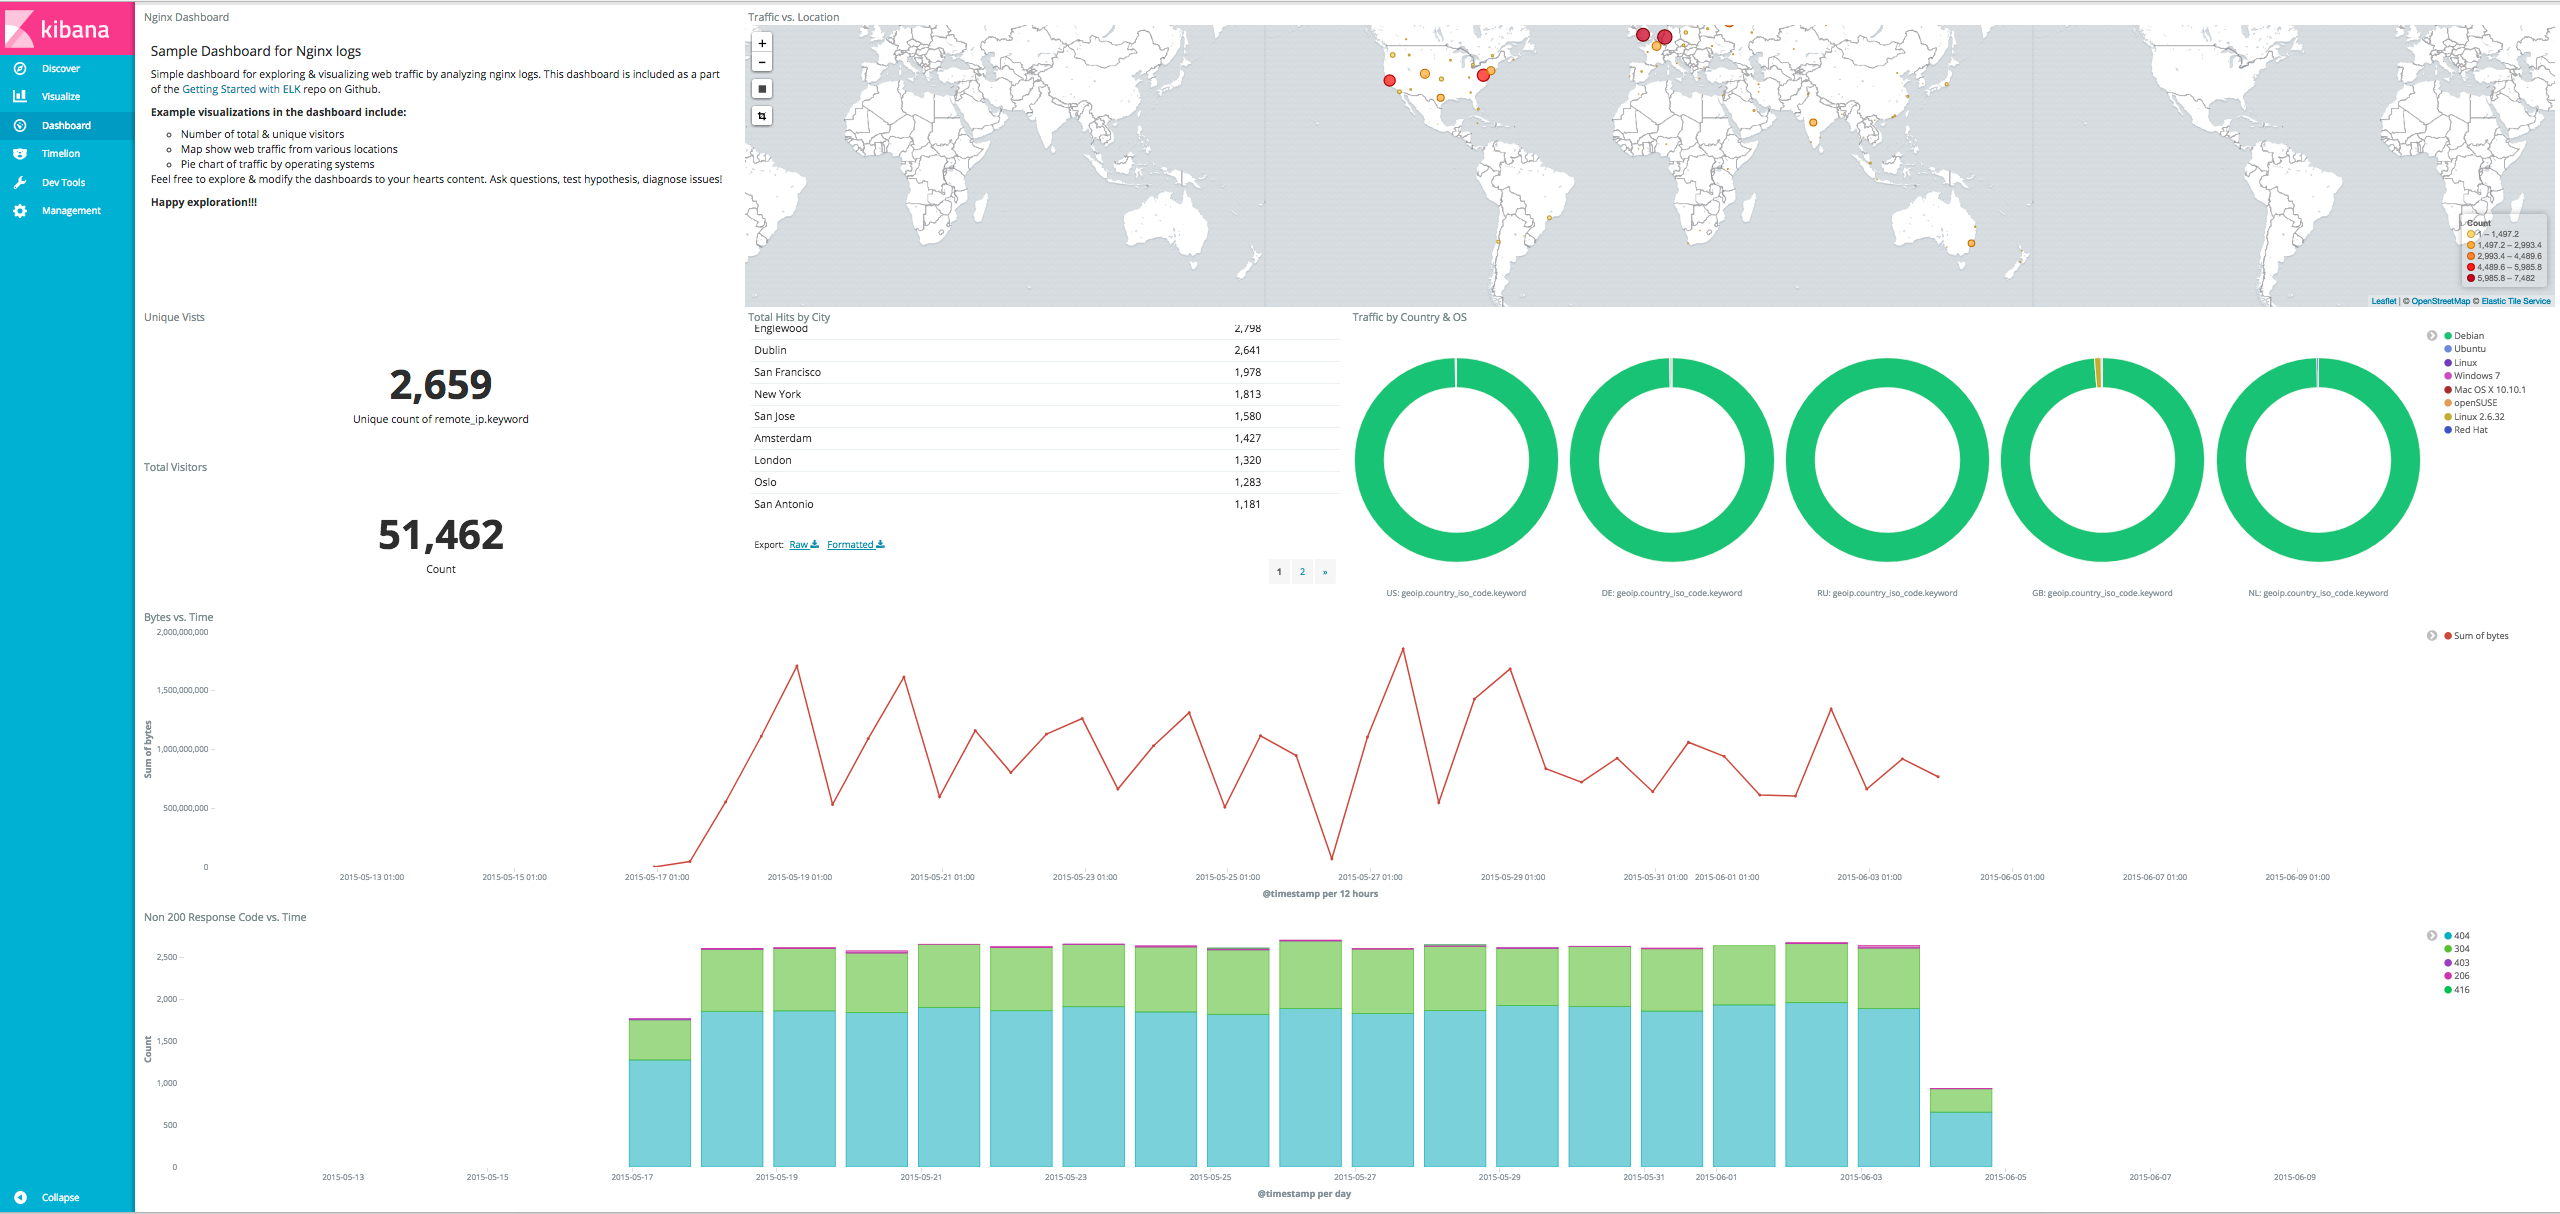 kibana
Discover
Visualize
Dashboard
Timelion
Dev Tools
Management
Collapse
Nginx Dashboard
Sample Dashboard for Nginx logs
Simple dashboard for exploring & visualizing web traffic by analyzing nginx logs. This dashboard is included as a part
of the Getting Started with ELK repo on Github.
Example visualizations in the dashboard include:
Number of total & unique visitors
Map show web traffic from various locations
Pie chart of traffic by operating systems
Feel free to explore & modify the dashboards to your hearts content. Ask questions, test hypothesis, diagnose issues!
Happy exploration!!!
Traffic vs. Location
+
−
Count
1 – 1,497.2
1,497.2 – 2,993.4
2,993.4 – 4,489.6
4,489.6 – 5,985.8
5,985.8 – 7,482
Leaflet | © OpenStreetMap © Elastic Tile Service
Unique Vists
2,659
Unique count of remote_ip.keyword
Total Visitors
51,462
Count
Total Hits by City
Englewood 2,798
Dublin 2,641
San Francisco 1,978
New York 1,813
San Jose 1,580
Amsterdam 1,427
London 1,320
Oslo 1,283
San Antonio 1,181
Export: Raw Formatted
1 2 »
Traffic by Country & OS
US: geoip.country_iso_code.keyword
DE: geoip.country_iso_code.keyword
RU: geoip.country_iso_code.keyword
GB: geoip.country_iso_code.keyword
NL: geoip.country_iso_code.keyword
Debian
Ubuntu
Linux
Windows 7
Mac OS X 10.10.1
openSUSE
Linux 2.6.32
Red Hat
Bytes vs. Time
2,000,000,000
1,500,000,000
1,000,000,000
500,000,000
0
Sum of bytes
2015-05-13 01:00 2015-05-15 01:00 2015-05-17 01:00 2015-05-19 01:00 2015-05-21 01:00 2015-05-23 01:00 2015-05-25 01:00 2015-05-27 01:00 2015-05-29 01:00 2015-05-31 01:00 2015-06-01 01:00 2015-06-03 01:00 2015-06-05 01:00 2015-06-07 01:00 2015-06-09 01:00
@timestamp per 12 hours
Sum of bytes
Non 200 Response Code vs. Time
2,500
2,000
1,500
1,000
500
0
Count
2015-05-13 2015-05-15 2015-05-17 2015-05-19 2015-05-21 2015-05-23 2015-05-25 2015-05-27 2015-05-29 2015-05-31 2015-06-01 2015-06-03 2015-06-05 2015-06-07 2015-06-09
@timestamp per day
404
304
403
206
416